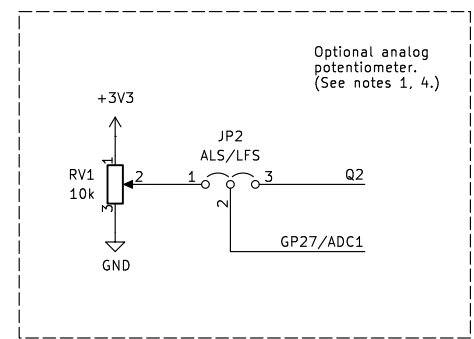 Optional analog
potentiometer.
(See notes 1, 4.)
+3V3
JP2
ALS/LFS
1
RV1
10k
2
1
3
Q2
3
2
GP27/ADC1
GND